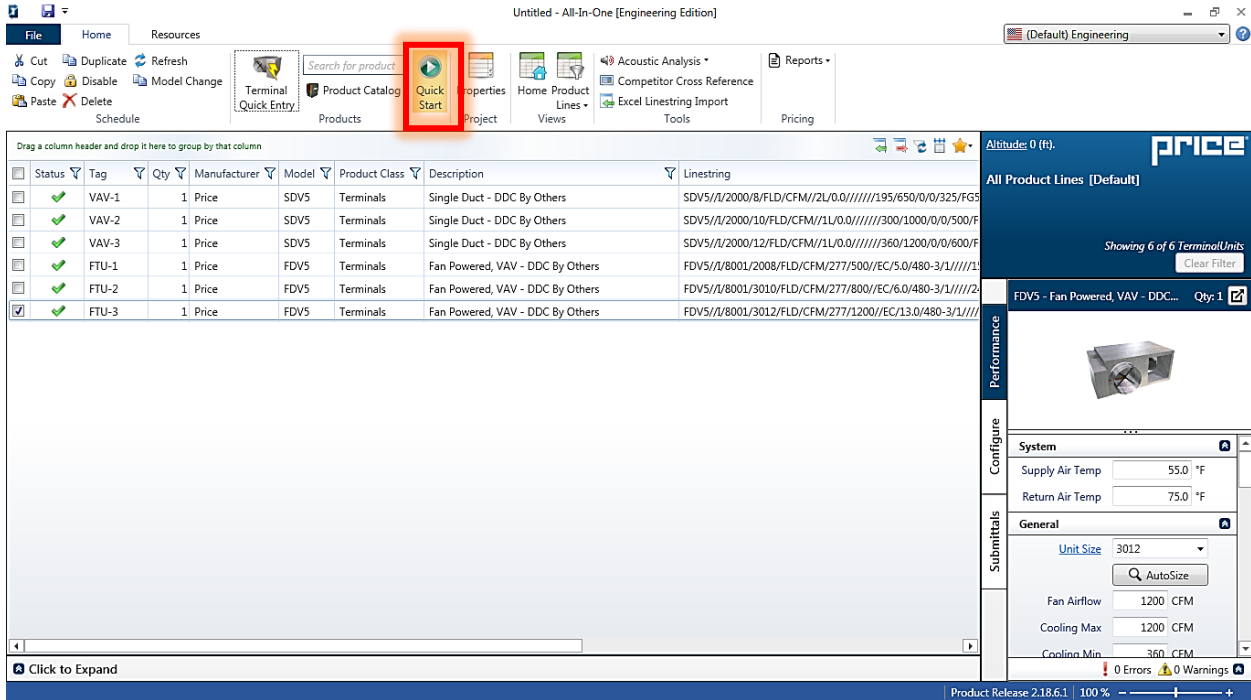 Untitled - All-In-One [Engineering Edition]
File Home Resources (Default) Engineering
Cut Duplicate Refresh
Copy Disable Model Change
Paste Delete
Schedule
Terminal Quick Entry
Search for product
Product Catalog
Products
Quick Start
Properties
Project
Home Product Lines
Views
Acoustic Analysis
Competitor Cross Reference
Excel Linestring Import
Tools
Reports
Pricing
Drag a column header and drop it here to group by that column
Status Tag Qty Manufacturer Model Product Class Description Linestring
VAV-1 1 Price SDV5 Terminals Single Duct - DDC By Others SDV5//I/2000/8/FLD/CFM//2L/0.0///////195/650/0/0/325/FG5
VAV-2 1 Price SDV5 Terminals Single Duct - DDC By Others SDV5//I/2000/10/FLD/CFM//1L/0.0///////300/1000/0/0/500/F
VAV-3 1 Price SDV5 Terminals Single Duct - DDC By Others SDV5//I/2000/12/FLD/CFM//1L/0.0///////360/1200/0/0/600/F
FTU-1 1 Price FDV5 Terminals Fan Powered, VAV - DDC By Others FDV5//I/8001/2008/FLD/CFM/277/500//EC/5.0/480-3/1/////1
FTU-2 1 Price FDV5 Terminals Fan Powered, VAV - DDC By Others FDV5//I/8001/3010/FLD/CFM/277/800//EC/6.0/480-3/1/////2
FTU-3 1 Price FDV5 Terminals Fan Powered, VAV - DDC By Others FDV5//I/8001/3012/FLD/CFM/277/1200//EC/13.0/480-3/1////
Click to Expand
Altitude: 0 (ft).
PRICE
All Product Lines [Default]
Showing 6 of 6 TerminalUnits
Clear Filter
FDV5 - Fan Powered, VAV - DDC... Qty: 1
Performance
Configure
Submittals
System
Supply Air Temp 55.0 °F
Return Air Temp 75.0 °F
General
Unit Size 3012
AutoSize
Fan Airflow 1200 CFM
Cooling Max 1200 CFM
Cooling Min 360 CFM
0 Errors 0 Warnings
Product Release 2.18.6.1 100 %